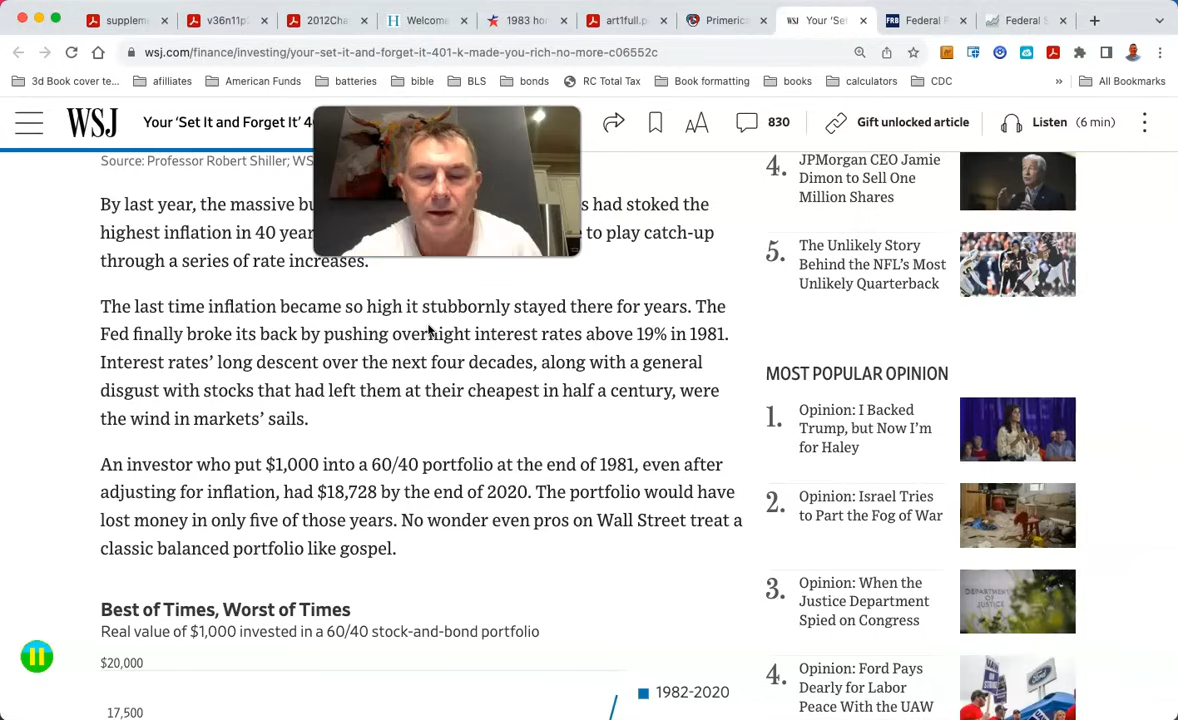 supplem
v36n11p
2012Cha
Welcome
1983 ho
art1full.p
Primeric
Your 'Se
Federal F
Federal S
wsj.com/finance/investing/your-set-it-and-forget-it-401-k-made-you-rich-no-more-c06552c
3d Book cover te...
afilliates
American Funds
batteries
bible
BLS
bonds
RC Total Tax
Book formatting
books
calculators
CDC
»
All Bookmarks
WSJ
Your 'Set It and Forget It' 4
830
Gift unlocked article
Listen (6 min)
Source: Professor Robert Shiller; WS
By last year, the massive bu s had stoked the
highest inflation in 40 year to play catch-up
through a series of rate increases.
The last time inflation became so high it stubbornly stayed there for years. The
Fed finally broke its back by pushing overnight interest rates above 19% in 1981.
Interest rates' long descent over the next four decades, along with a general
disgust with stocks that had left them at their cheapest in half a century, were
the wind in markets' sails.
An investor who put $1,000 into a 60/40 portfolio at the end of 1981, even after
adjusting for inflation, had $18,728 by the end of 2020. The portfolio would have
lost money in only five of those years. No wonder even pros on Wall Street treat a
classic balanced portfolio like gospel.
Best of Times, Worst of Times
Real value of $1,000 invested in a 60/40 stock-and-bond portfolio
$20,000
17,500
1982-2020
4. JPMorgan CEO Jamie
Dimon to Sell One
Million Shares
5. The Unlikely Story
Behind the NFL's Most
Unlikely Quarterback
MOST POPULAR OPINION
1. Opinion: I Backed
Trump, but Now I'm
for Haley
2. Opinion: Israel Tries
to Part the Fog of War
3. Opinion: When the
Justice Department
Spied on Congress
4. Opinion: Ford Pays
Dearly for Labor
Peace With the UAW